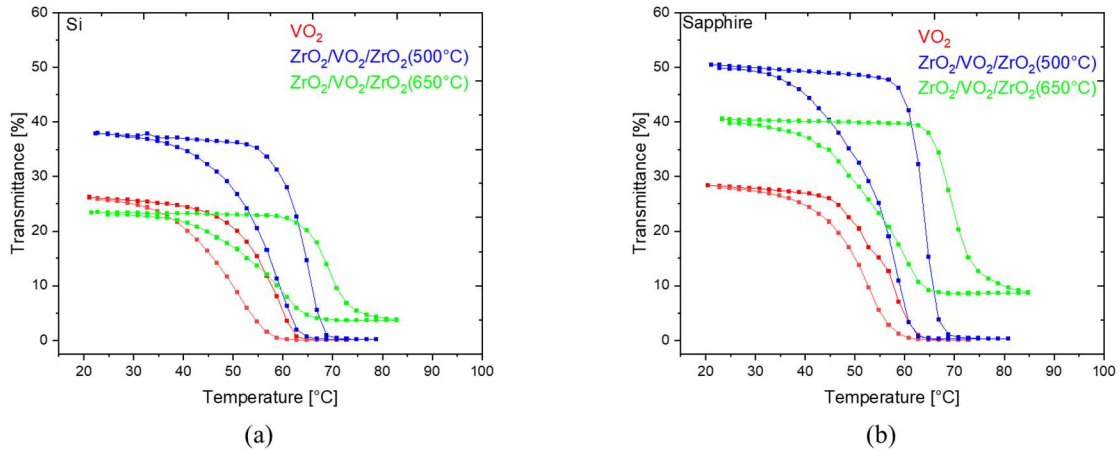 60
50
40
30
20
10
0
Transmittance [%]
Si
VO₂
ZrO₂/VO₂/ZrO₂(500°C)
ZrO₂/VO₂/ZrO₂(650°C)
20 30 40 50 60 70 80 90 100
Temperature [°C]
(a)
60
50
40
30
20
10
0
Transmittance [%]
Sapphire
VO₂
ZrO₂/VO₂/ZrO₂(500°C)
ZrO₂/VO₂/ZrO₂(650°C)
20 30 40 50 60 70 80 90 100
Temperature [°C]
(b)